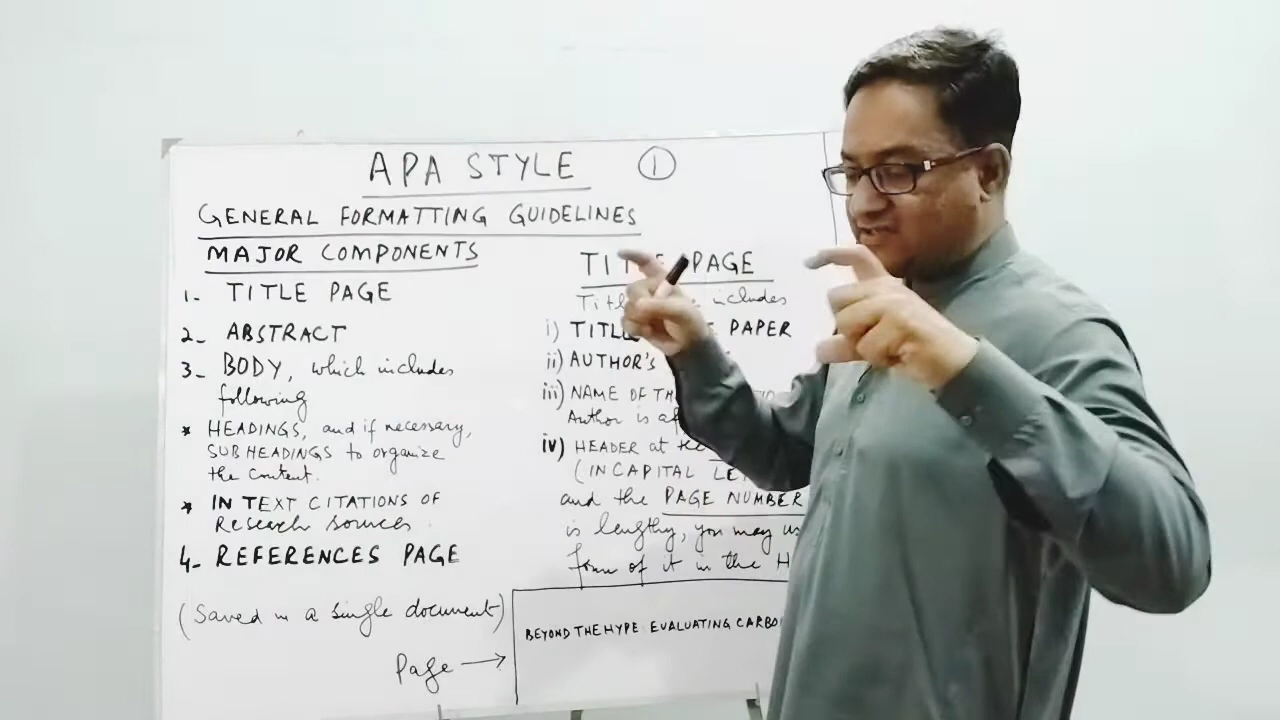 APA STYLE 1
GENERAL FORMATTING GUIDELINES
MAJOR COMPONENTS
1- TITLE PAGE
2- ABSTRACT
3- BODY, which includes
following
* HEADINGS, and if necessary,
SUBHEADINGS to organize
the content.
* IN TEXT CITATIONS OF
Research sources.
4- REFERENCES PAGE
(Saved in a single document)
Page →
TITLE PAGE
includes
i) PAPER
ii) AUTHOR'S
iii) NAME OF
Author is
iv) HEADER at the
(IN CAPITAL
and the PAGE NUMBER
is lengthy, you may
form of it in the
BEYOND THE HYPE: EVALUATING